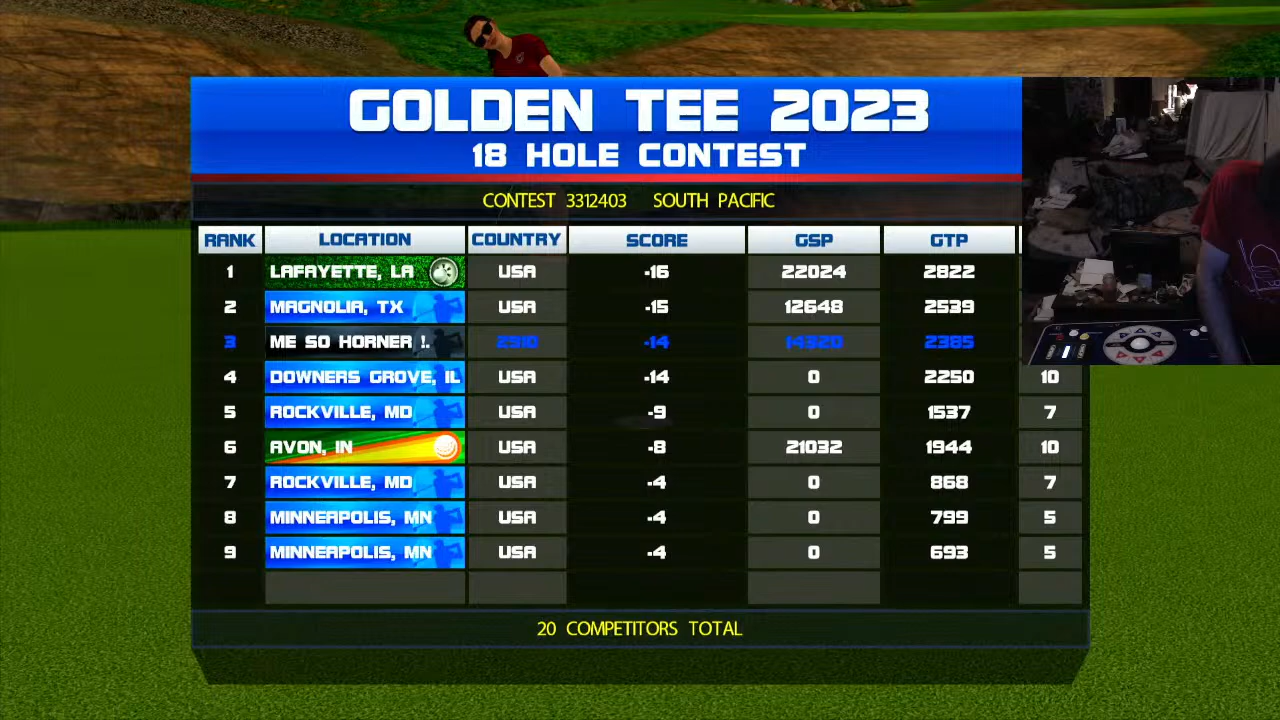 GOLDEN TEE 2023
18 HOLE CONTEST
CONTEST 3312403 SOUTH PACIFIC
RANK LOCATION COUNTRY SCORE GSP GTP
1 LAFAYETTE, LA USA -16 22024 2822
2 MAGNOLIA, TX USA -15 12648 2539
3 ME SO HORNER !. 2910 -14 14320 2385
4 DOWNERS GROVE, IL USA -14 0 2250 10
5 ROCKVILLE, MD USA -9 0 1537 7
6 AVON, IN USA -8 21032 1944 10
7 ROCKVILLE, MD USA -4 0 868 7
8 MINNEAPOLIS, MN USA -4 0 799 5
9 MINNEAPOLIS, MN USA -4 0 693 5
20 COMPETITORS TOTAL